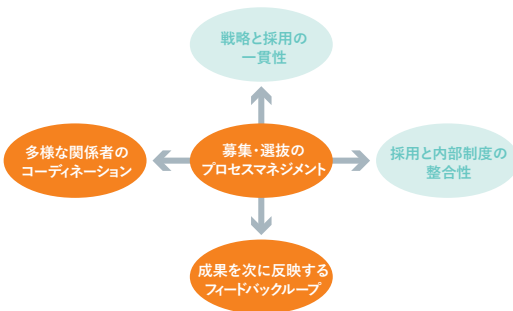 戦略と採用の
一貫性
多様な関係者の
コーディネーション
募集・選抜の
プロセスマネジメント
採用と内部制度の
整合性
成果を次に反映する
フィードバックループ